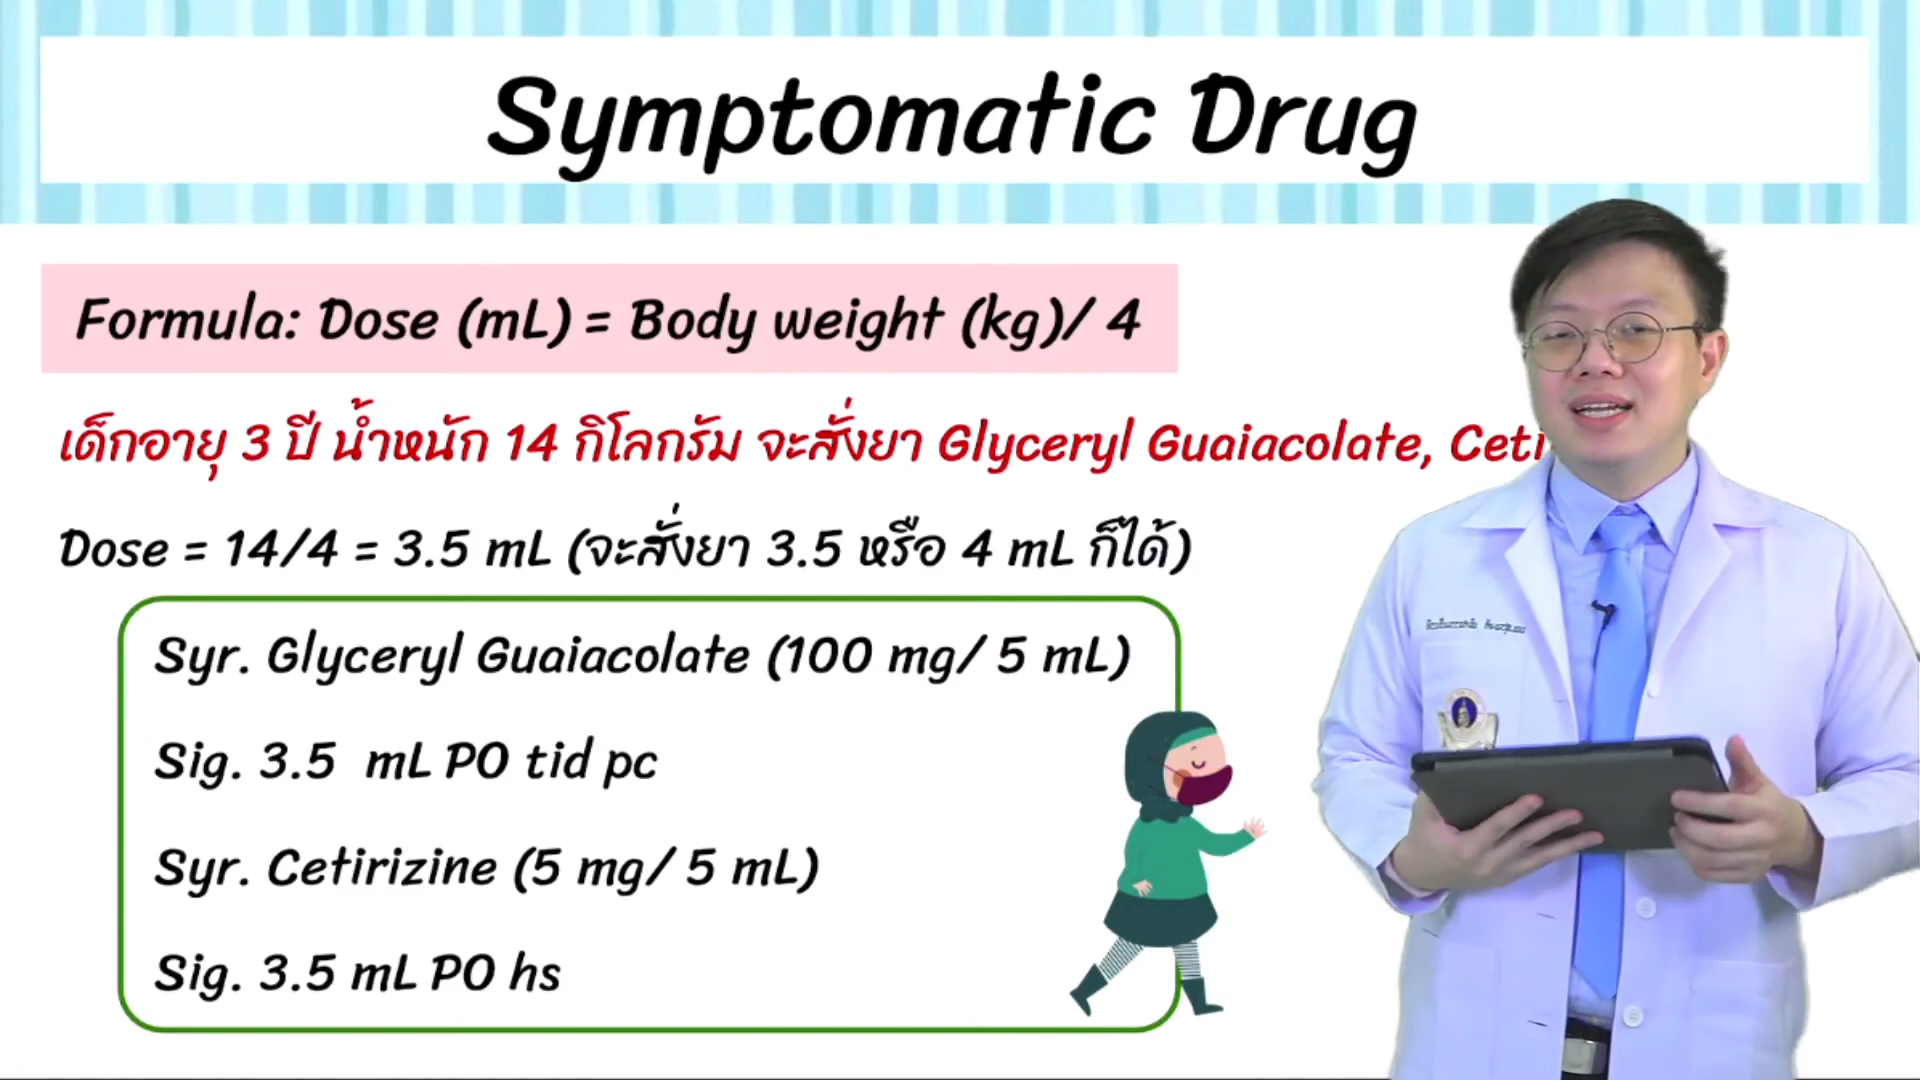 Symptomatic Drug
Formula: Dose (mL) = Body weight (kg)/ 4
เด็กอายุ 3 ปี น้ำหนัก 14 กิโลกรัม จะสั่งยา Glyceryl Guaiacolate,
Dose = 14/4 = 3.5 mL (จะสั่งยา 3.5 หรือ 4 mL ก็ได้)
Syr. Glyceryl Guaiacolate (100 mg/ 5 mL)
Sig. 3.5 mL PO tid pc
Syr. Cetirizine (5 mg/ 5 mL)
Sig. 3.5 mL PO hs